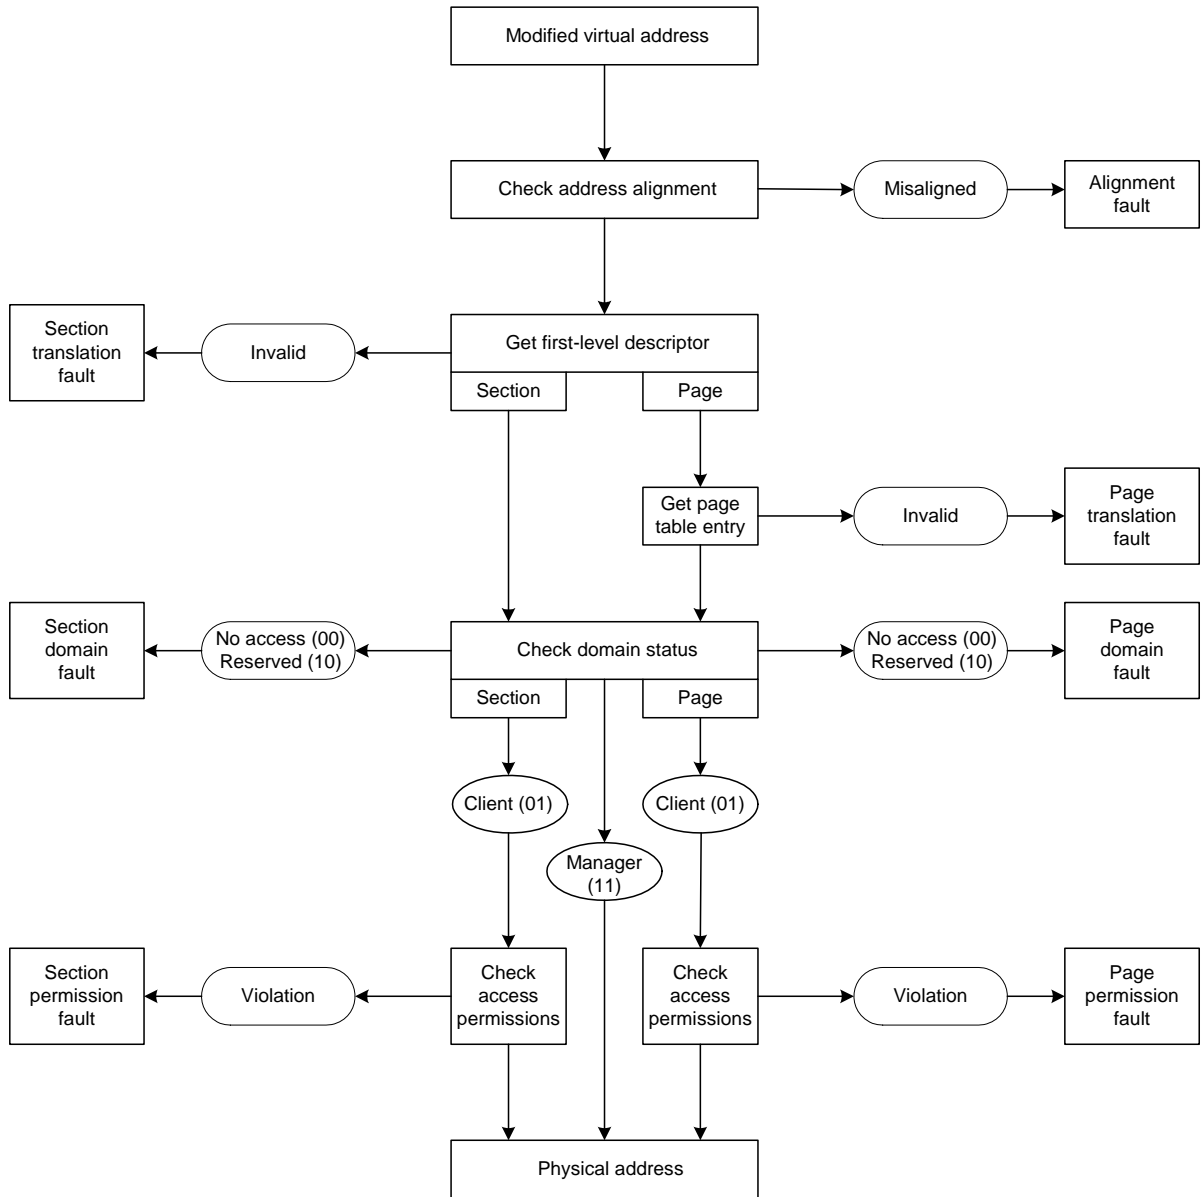 Modified virtual address
Check address alignment
Misaligned
Alignment
fault
Section
translation
fault
Invalid
Get first-level descriptor
Section
Page
Get page
table entry
Invalid
Page
translation
fault
Section
domain
fault
No access (00)
Reserved (10)
Check domain status
No access (00)
Reserved (10)
Page
domain
fault
Section
Page
Client (01)
Client (01)
Manager
(11)
Section
permission
fault
Violation
Check
access
permissions
Check
access
permissions
Violation
Page
permission
fault
Physical address